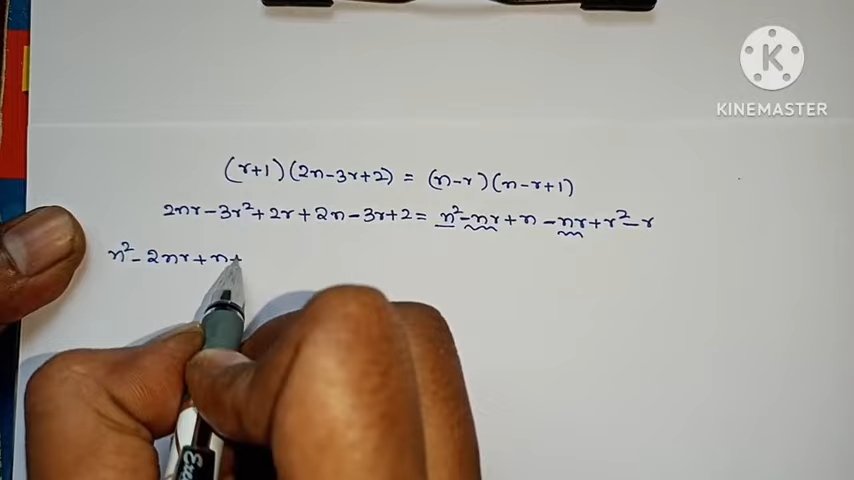 K
KINEMASTER
(r+1)(2n-3r+2) = (n-r)(n-r+1)
2nr-3r²+2r+2n-3r+2 = n²-nr+n-nr+r²-r
n²-2nr+n+